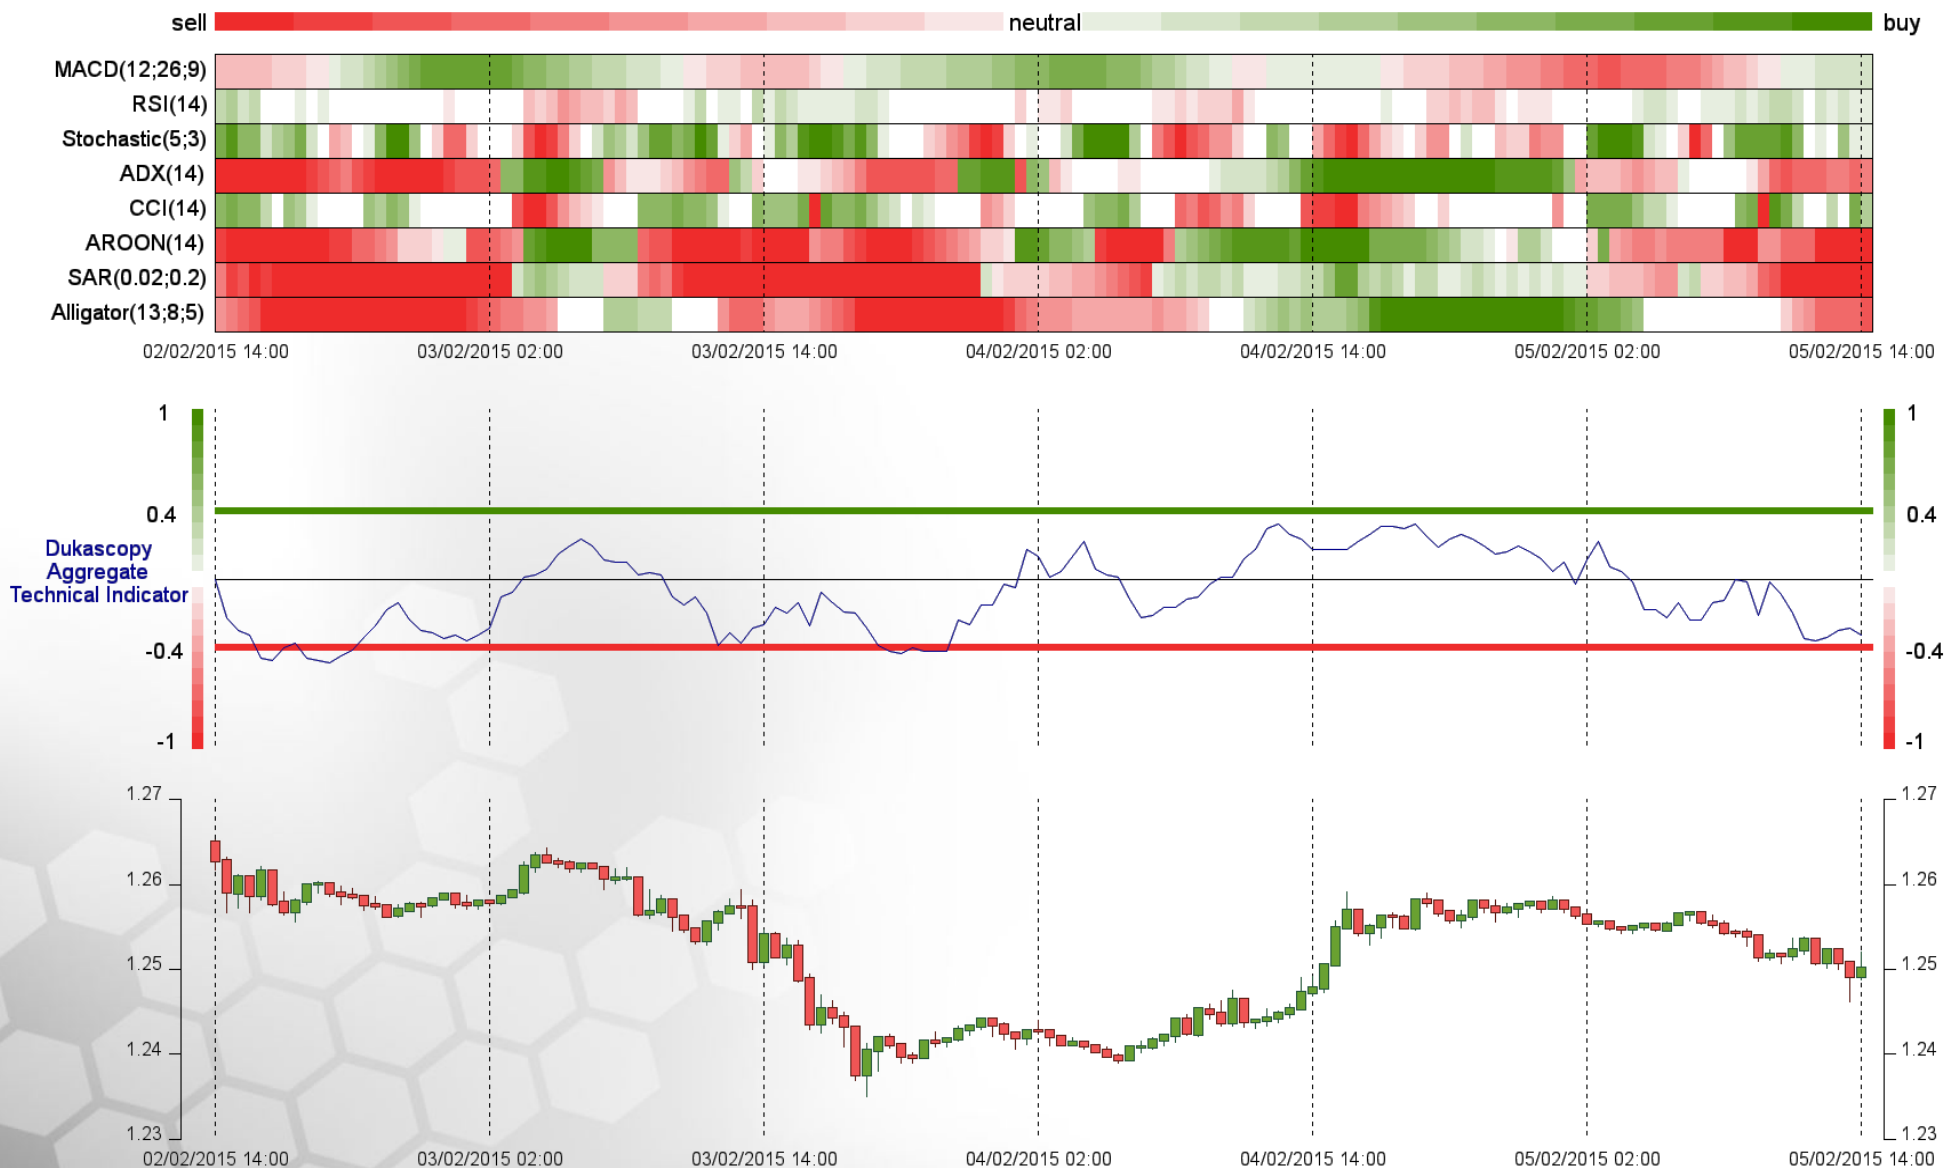 sell neutral buy
MACD(12;26;9)
RSI(14)
Stochastic(5;3)
ADX(14)
CCI(14)
AROON(14)
SAR(0.02;0.2)
Alligator(13;8;5)
02/02/2015 14:00 03/02/2015 02:00 03/02/2015 14:00 04/02/2015 02:00 04/02/2015 14:00 05/02/2015 02:00 05/02/2015 14:00
1 1
0.4 0.4
Dukascopy
Aggregate
Technical Indicator
-0.4 -0.4
-1 -1
1.27 1.27
1.26 1.26
1.25 1.25
1.24 1.24
1.23 1.23
02/02/2015 14:00 03/02/2015 02:00 03/02/2015 14:00 04/02/2015 02:00 04/02/2015 14:00 05/02/2015 02:00 05/02/2015 14:00